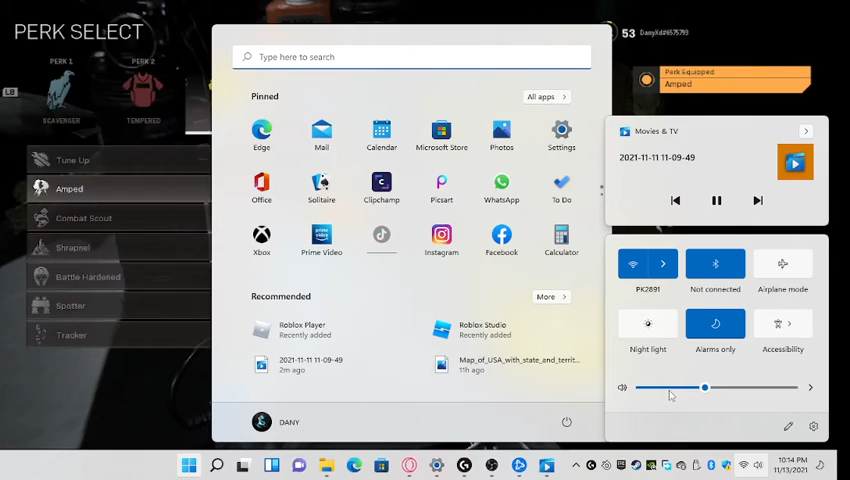 PERK SELECT
53 DanyXd#6575793
PERK 1
PERK 2
LB
SCAVENGER
TEMPERED
Perk Equipped
Amped
Tune Up
Amped
Combat Scout
Shrapnel
Battle Hardened
Spotter
Tracker
Type here to search
Pinned
All apps >
Edge
Mail
Calendar
Microsoft Store
Photos
Settings
Office
Solitaire
Clipchamp
Picsart
WhatsApp
To Do
Xbox
Prime Video
Instagram
Facebook
Calculator
Recommended
More >
Roblox Player
Recently added
Roblox Studio
Recently added
2021-11-11 11-09-49
2m ago
Map_of_USA_with_state_and_territ...
11h ago
DANY
Movies & TV
2021-11-11 11-09-49
PK2891
Not connected
Airplane mode
Night light
Alarms only
Accessibility
10:14 PM
11/13/2021